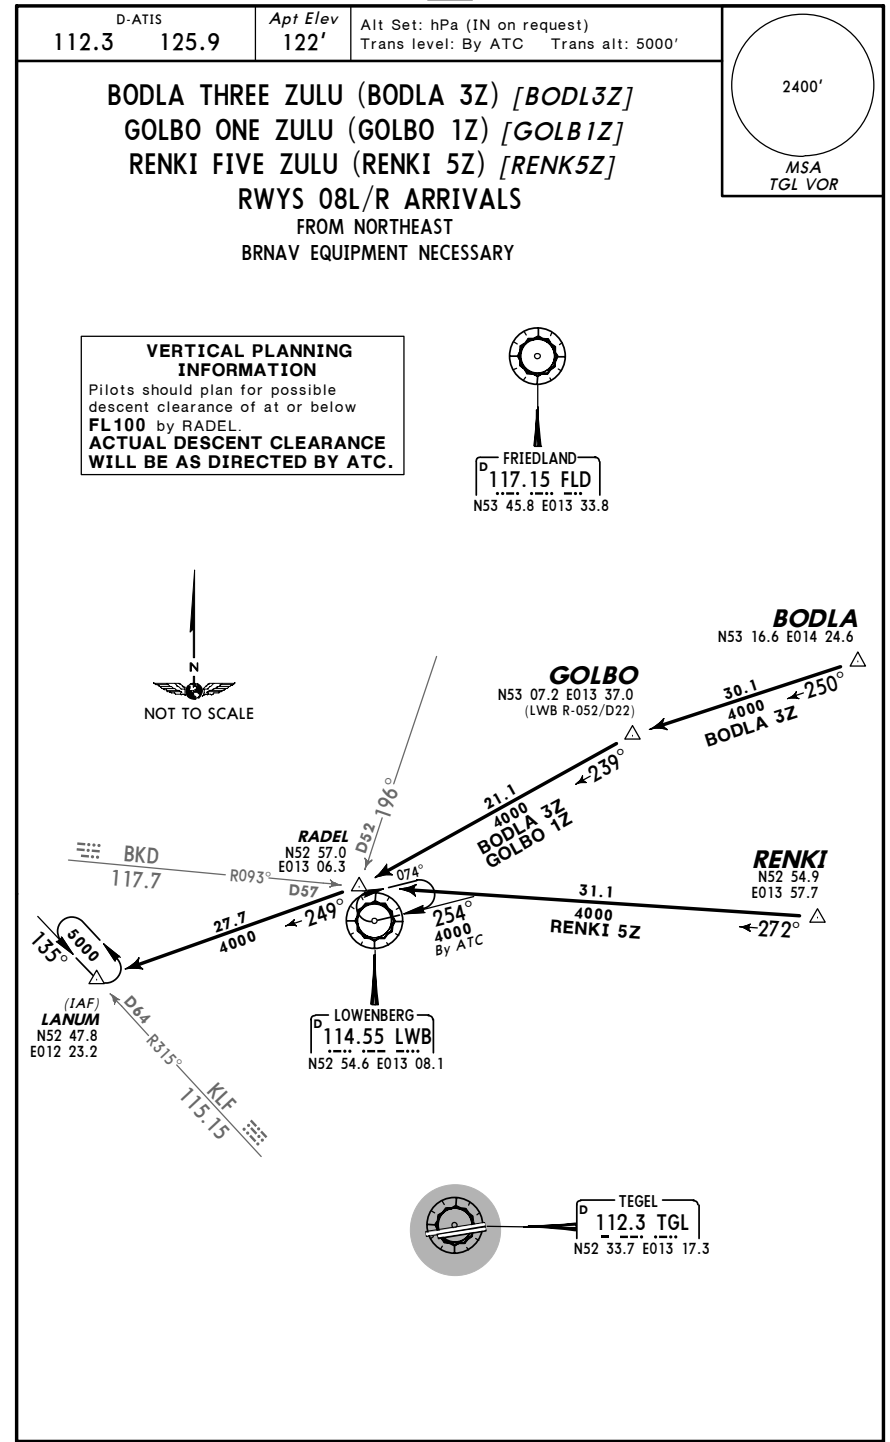 D-ATIS
112.3 125.9
Apt Elev
122'
Alt Set: hPa (IN on request)
Trans level: By ATC Trans alt: 5000'
2400'
MSA
TGL VOR
BODLA THREE ZULU (BODLA 3Z) [BODL3Z]
GOLBO ONE ZULU (GOLBO 1Z) [GOLB1Z]
RENKI FIVE ZULU (RENKI 5Z) [RENK5Z]
RWYS 08L/R ARRIVALS
FROM NORTHEAST
BRNAV EQUIPMENT NECESSARY
VERTICAL PLANNING
INFORMATION
Pilots should plan for possible
descent clearance of at or below
FL100 by RADEL.
ACTUAL DESCENT CLEARANCE
WILL BE AS DIRECTED BY ATC.
FRIEDLAND
D
117.15 FLD
N53 45.8 E013 33.8
N
NOT TO SCALE
BODLA
N53 16.6 E014 24.6
GOLBO
N53 07.2 E013 37.0
(LWB R-052/D22)
30.1
250°
4000
BODLA 3Z
239°
21.1
4000
BODLA 3Z
GOLBO 1Z
D52 196°
RADEL
N52 57.0
E013 06.3
BKD
117.7
R093°
D57
RENKI
N52 54.9
E013 57.7
074°
31.1
4000
RENKI 5Z
272°
254°
4000
By ATC
27.7
249°
4000
5000
135°
(IAF)
LANUM
N52 47.8
E012 23.2
D64
R315°
KLF
115.15
LOWENBERG
D
114.55 LWB
N52 54.6 E013 08.1
TEGEL
D
112.3 TGL
N52 33.7 E013 17.3